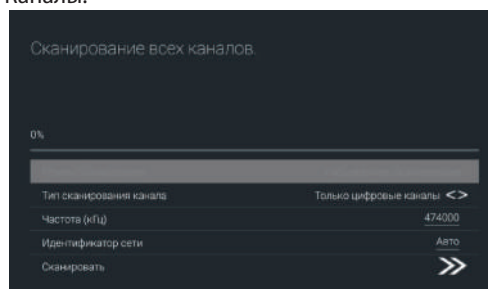 каналы.
Сканирование всех каналов.
0%
Тип сканирования канала Только цифровые каналы <>
Частота (кГц) 474000
Идентификатор сети Авто
Сканировать